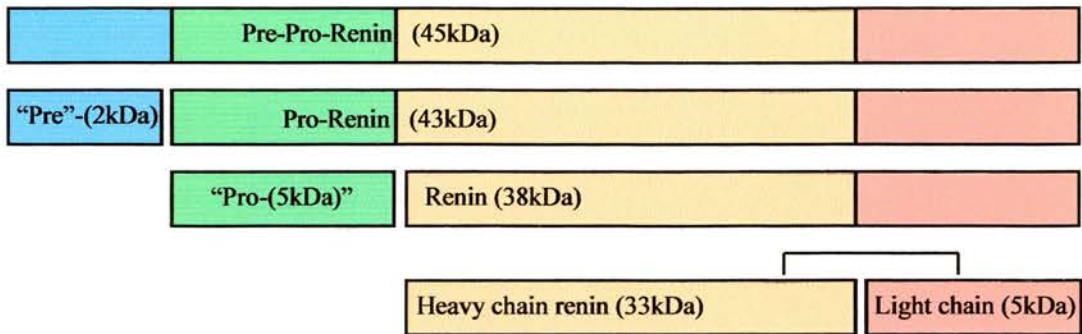 Pre-Pro-Renin (45kDa)
“Pre”-(2kDa) Pro-Renin (43kDa)
“Pro-(5kDa)” Renin (38kDa)
Heavy chain renin (33kDa) Light chain (5kDa)